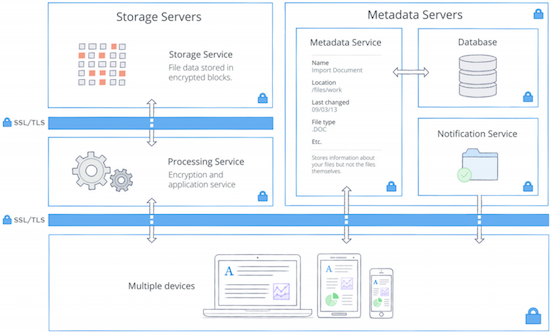 Storage Servers
Storage Service
File data stored in
encrypted blocks.
SSL/TLS
Processing Service
Encryption and
application service
Metadata Servers
Metadata Service
Name
Import Document
Location
/files/work
Last changed
09/03/13
File type
.DOC
Etc.
Stores information about
your files but not the files
themselves.
Database
Notification Service
SSL/TLS
Multiple devices
A
A
A